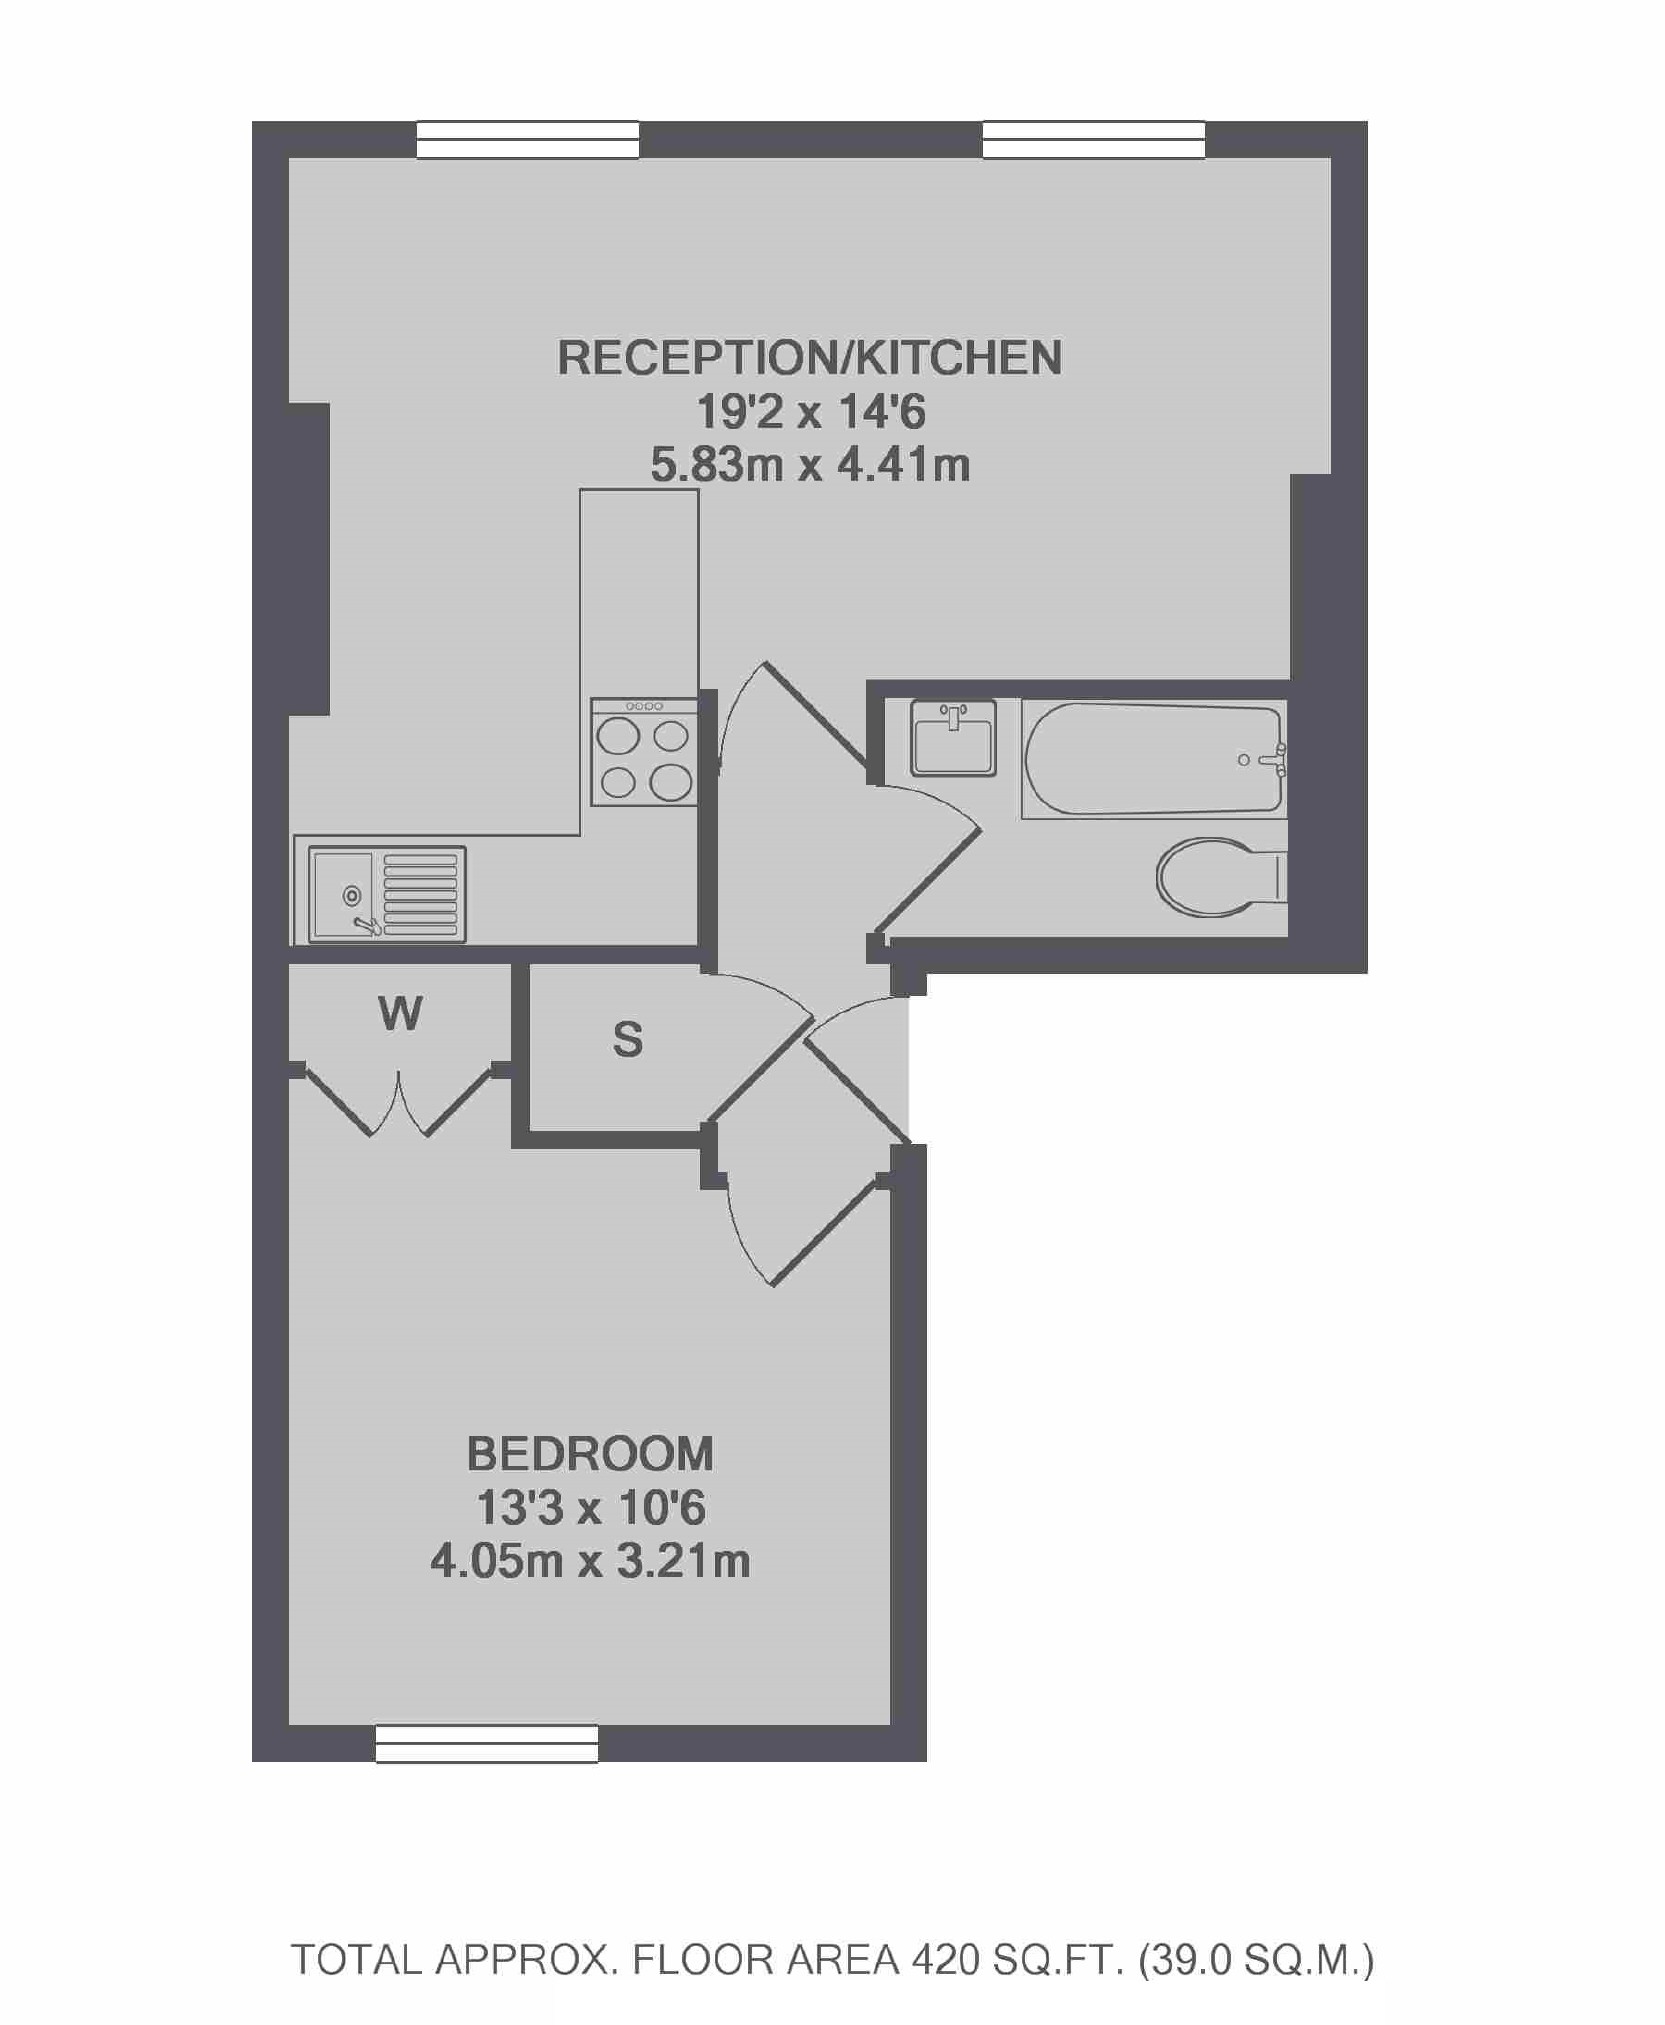 RECEPTION/KITCHEN
19'2 x 14'6
5.83m x 4.41m
W
S
BEDROOM
13'3 x 10'6
4.05m x 3.21m
TOTAL APPROX. FLOOR AREA 420 SQ.FT. (39.0 SQ.M.)